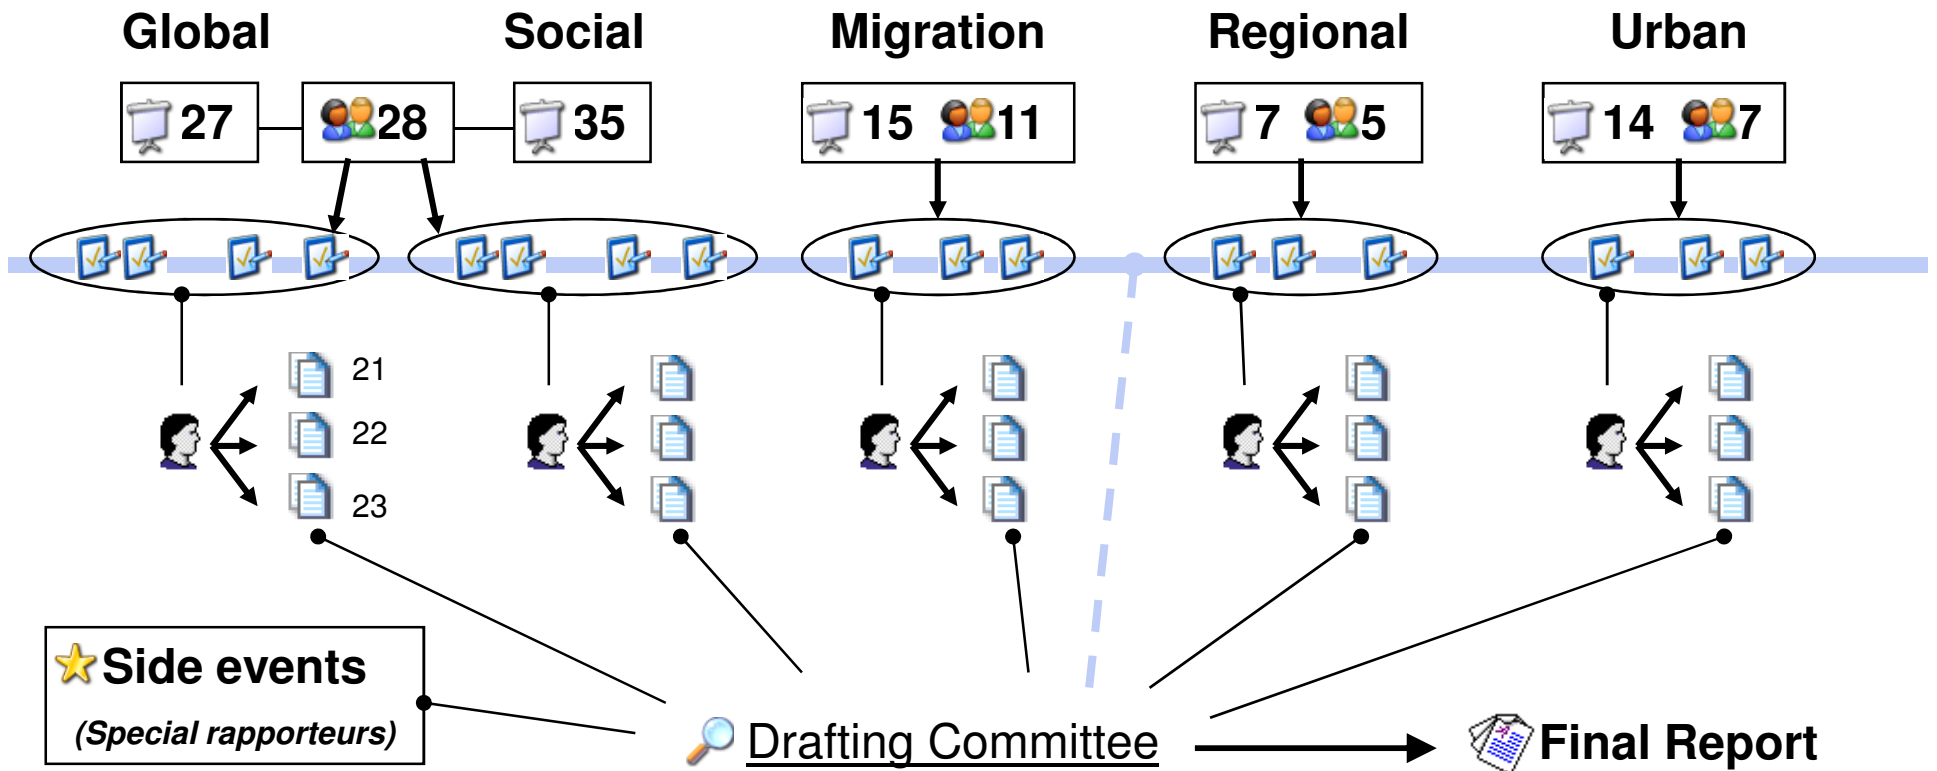 Global Social Migration Regional Urban
27 28 35 15 11 7 5 14 7
21
22
23
Side events
(Special rapporteurs)
Drafting Committee
Final Report